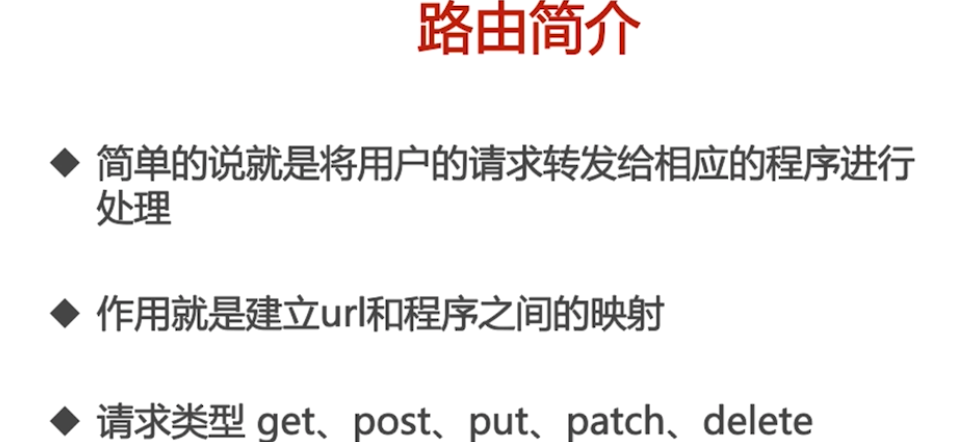 路由简介
◆ 简单的说就是将用户的请求转发给相应的程序进行
处理
◆ 作用就是建立url和程序之间的映射
◆ 请求类型 get、post、put、patch、delete